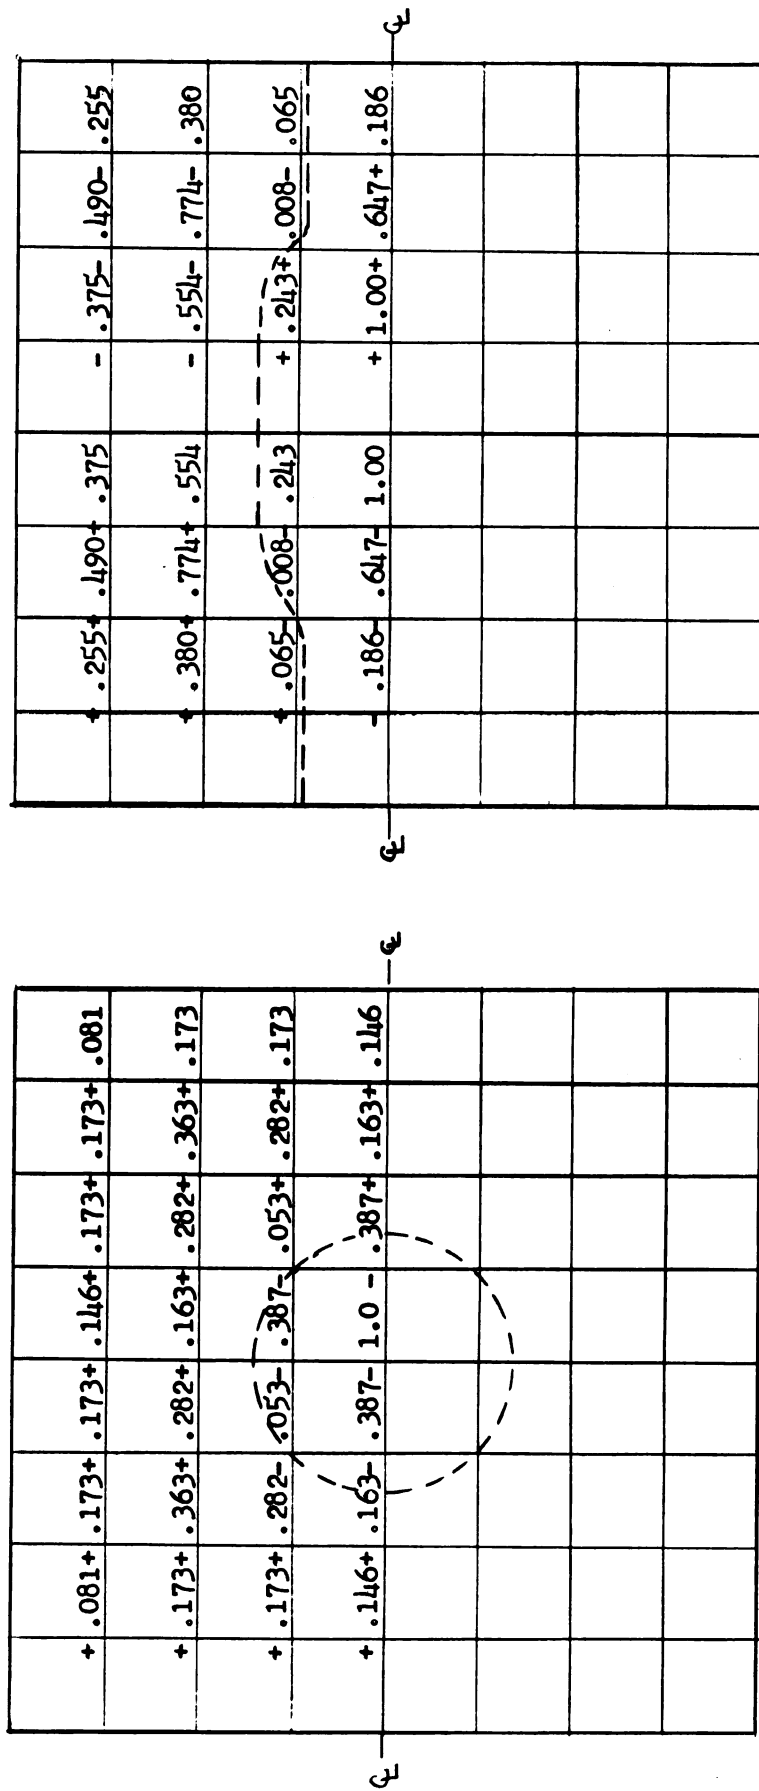 + .081+ .173+ .173+ .146+ .173+ .173+ .081
+ .173+ .363+ .282+ .163+ .282+ .363+ .173
+ .173+ .282- .053- .387- .053+ .282+ .173
℄ + .146+ .163- .387- 1.0 - .387+ .163+ .146 ℄
+ .255+ .490+ .375 - .375- .490- .255
+ .380+ .774+ .554 - .554- .774- .380
+ .065- .008- .243 + .243+ .008- .065
℄ - .186- .647- 1.00 + 1.00+ .647+ .186 ℄